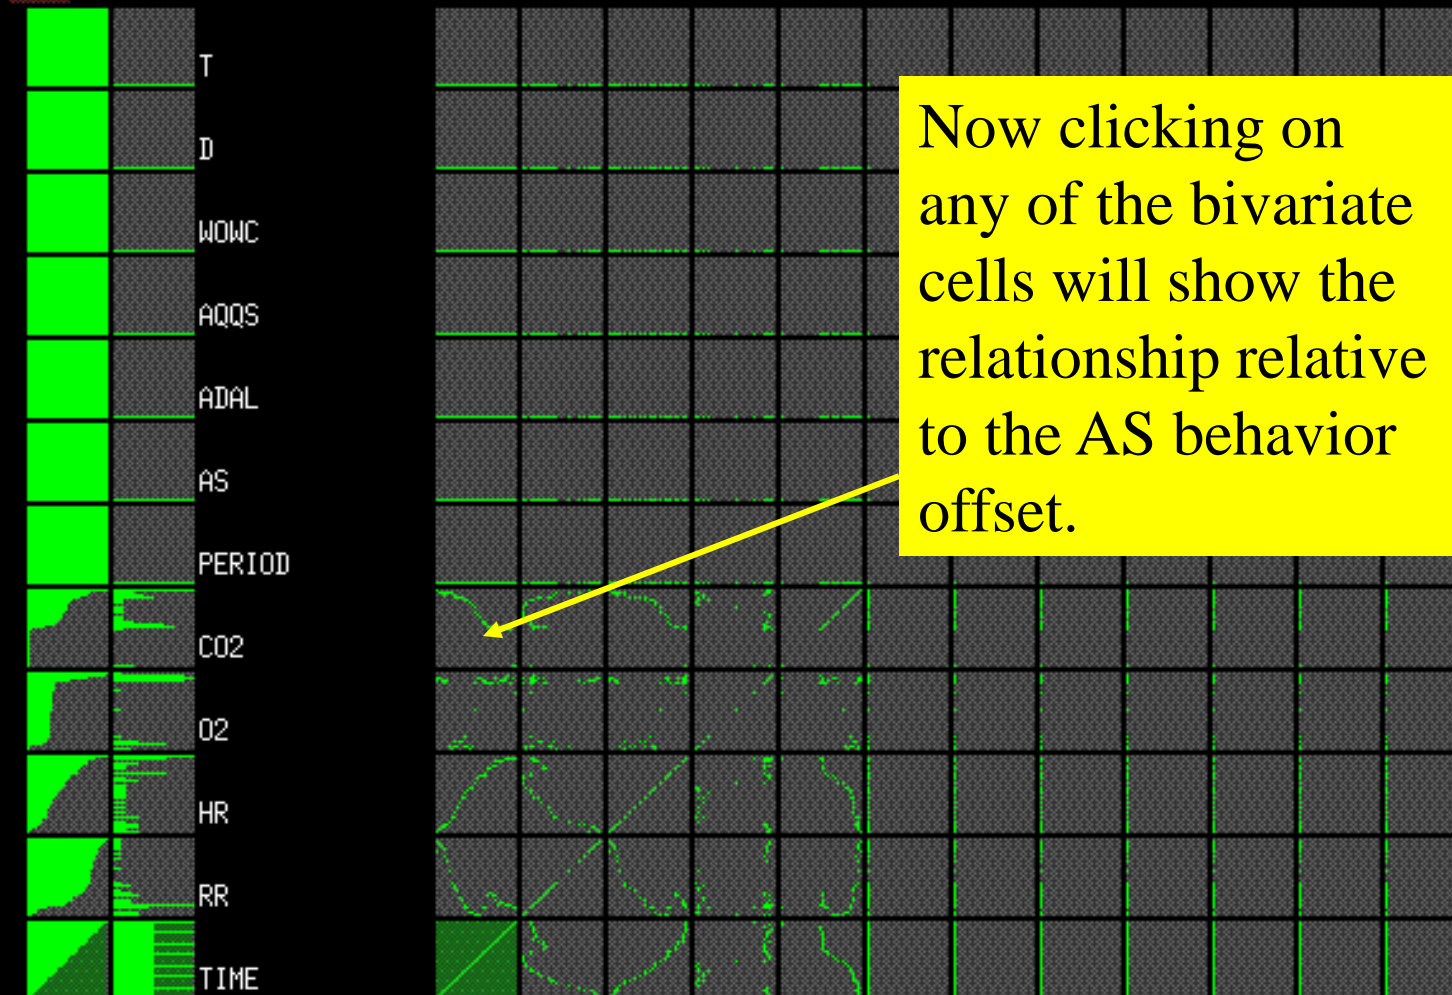 T
D
WOWC
AQQS
ADAL
AS
PERIOD
CO2
O2
HR
RR
TIME
Now clicking on
any of the bivariate
cells will show the
relationship relative
to the AS behavior
offset.